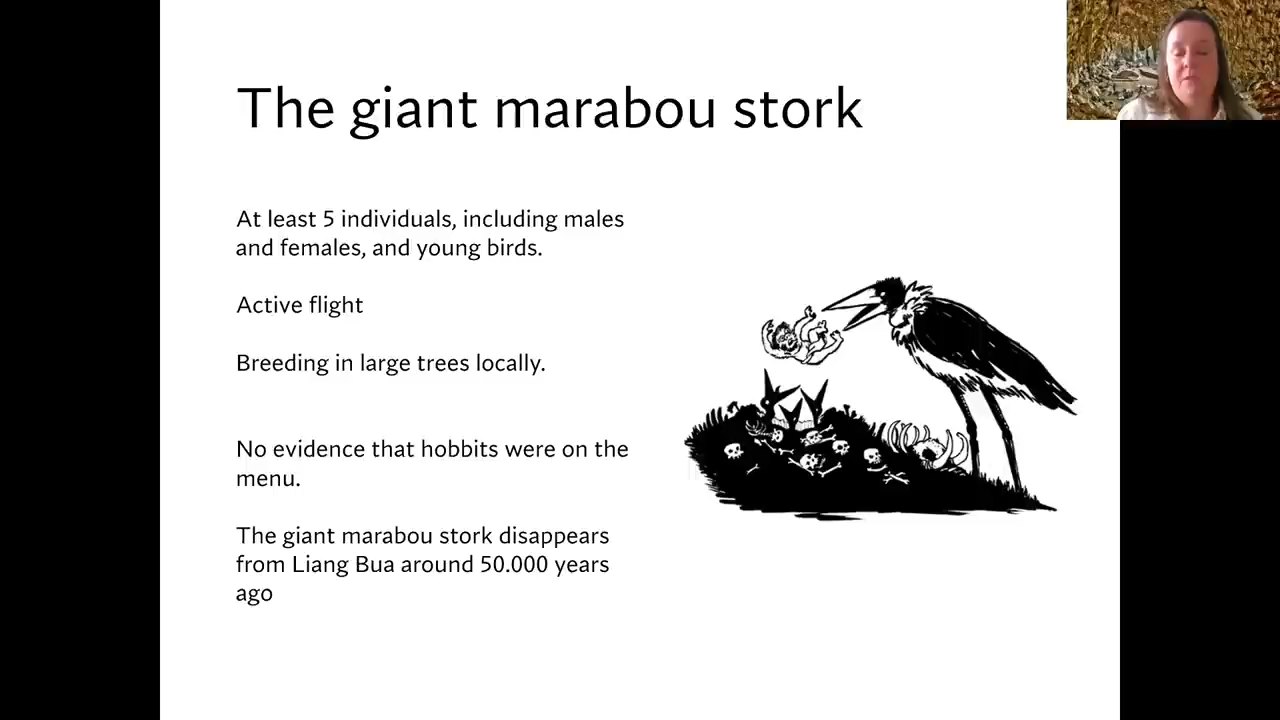 The giant marabou stork
At least 5 individuals, including males
and females, and young birds.
Active flight
Breeding in large trees locally.
No evidence that hobbits were on the
menu.
The giant marabou stork disappears
from Liang Bua around 50.000 years
ago